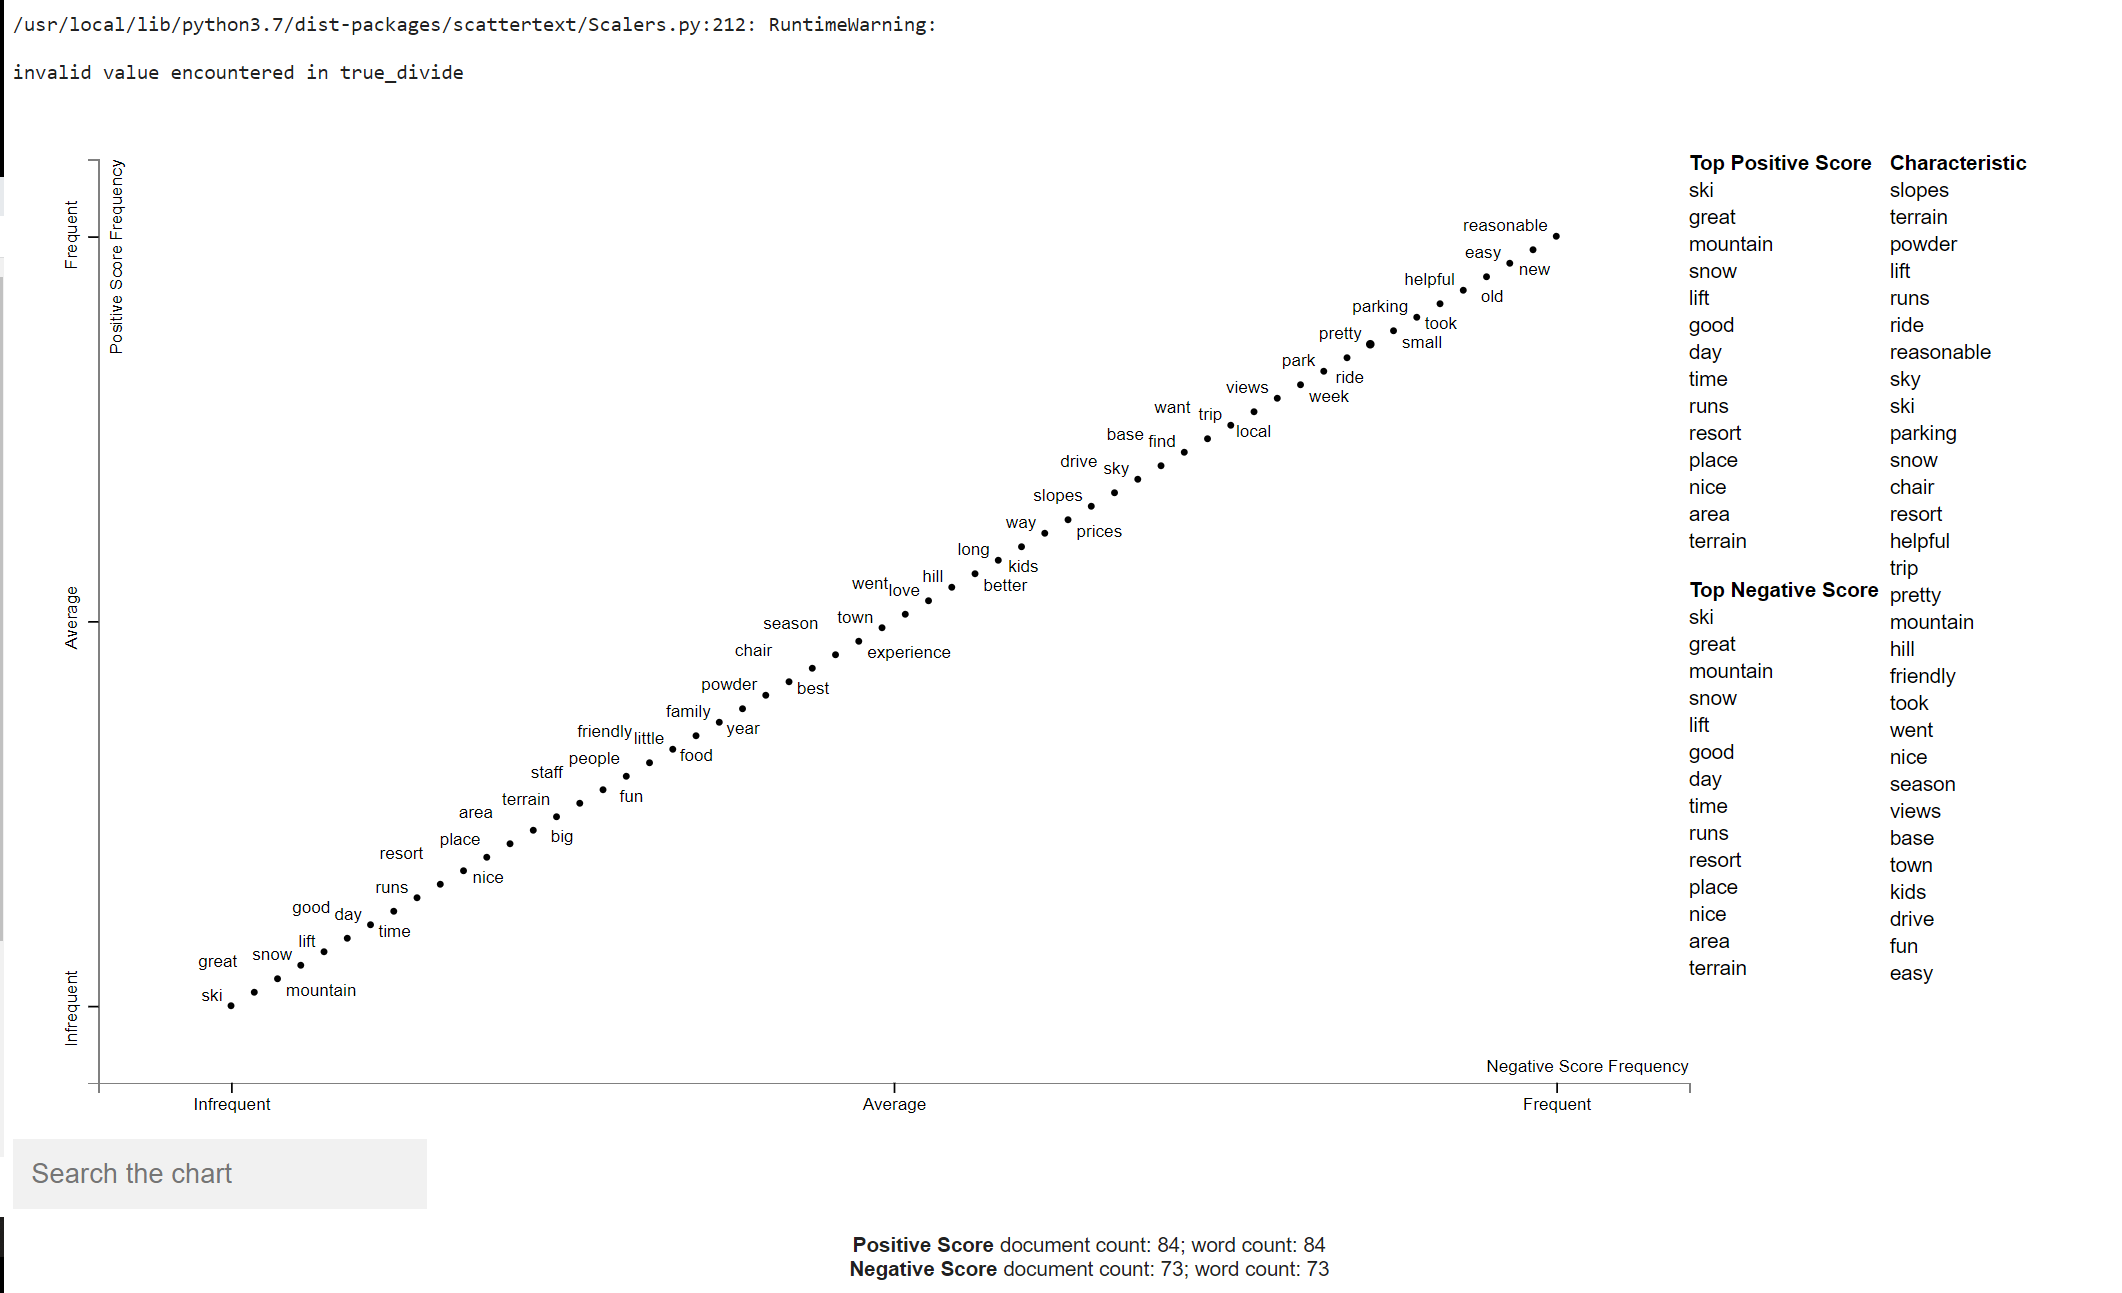 /usr/local/lib/python3.7/dist-packages/scattertext/Scalers.py:212: RuntimeWarning:
invalid value encountered in true_divide
Frequent
Average
Infrequent
Positive Score Frequency
reasonable
easy
new
helpful
old
parking
took
pretty
small
park
ride
views
week
want
trip
local
base
find
drive
sky
slopes
prices
way
long
kids
hill
better
went
love
town
season
experience
chair
powder
best
family
year
friendly
little
food
people
staff
fun
terrain
area
big
place
resort
nice
runs
good
day
time
lift
snow
great
mountain
ski
Negative Score Frequency
Infrequent
Average
Frequent
Top Positive Score
ski
great
mountain
snow
lift
good
day
time
runs
resort
place
nice
area
terrain
Top Negative Score
ski
great
mountain
snow
lift
good
day
time
runs
resort
place
nice
area
terrain
Characteristic
slopes
terrain
powder
lift
runs
ride
reasonable
sky
ski
parking
snow
chair
resort
helpful
trip
pretty
mountain
hill
friendly
took
went
nice
season
views
base
town
kids
drive
fun
easy
Search the chart
Positive Score document count: 84; word count: 84
Negative Score document count: 73; word count: 73